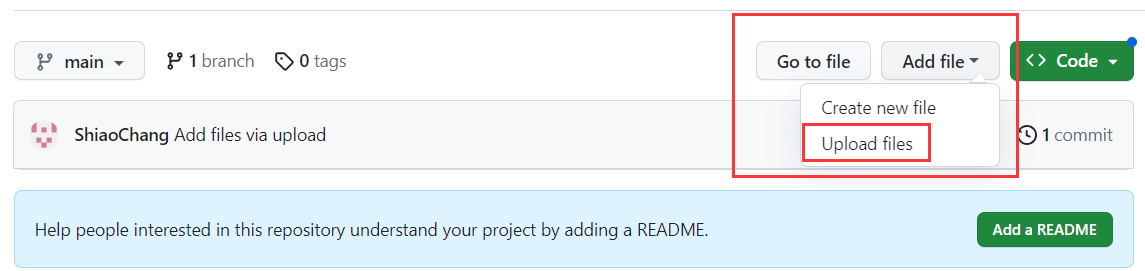 main
1 branch
0 tags
Go to file
Add file
Code
Create new file
Upload files
ShiaoChang Add files via upload
1 commit
Help people interested in this repository understand your project by adding a README.
Add a README